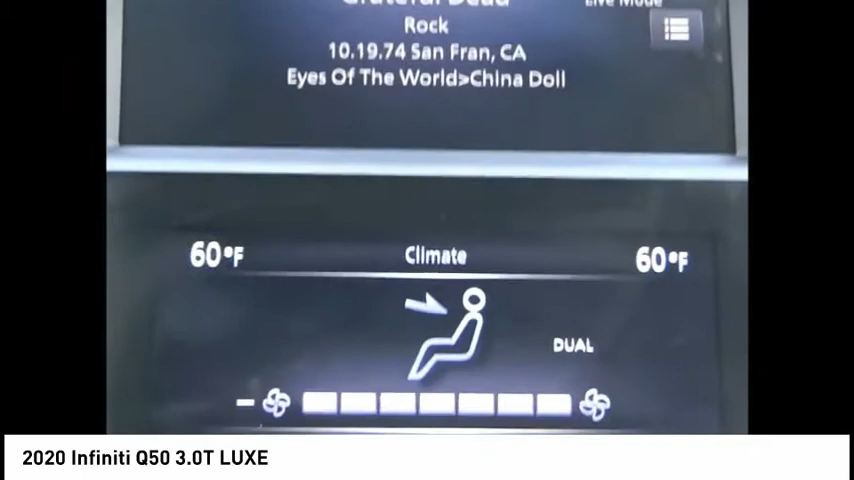 Grateful Dead
Live Mode
Rock
10.19.74 San Fran, CA
Eyes Of The World>China Doll
60°F Climate 60°F
DUAL
2020 Infiniti Q50 3.0T LUXE